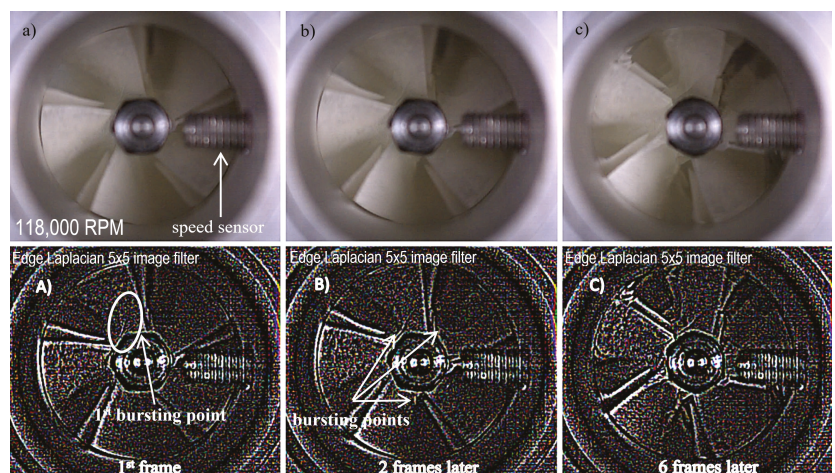 a)
b)
c)
118,000 RPM
speed sensor
Edge Laplacian 5x5 image filter
Edge Laplacian 5x5 image filter
Edge Laplacian 5x5 image filter
A)
B)
C)
1st bursting point
bursting points
1st frame
2 frames later
6 frames later